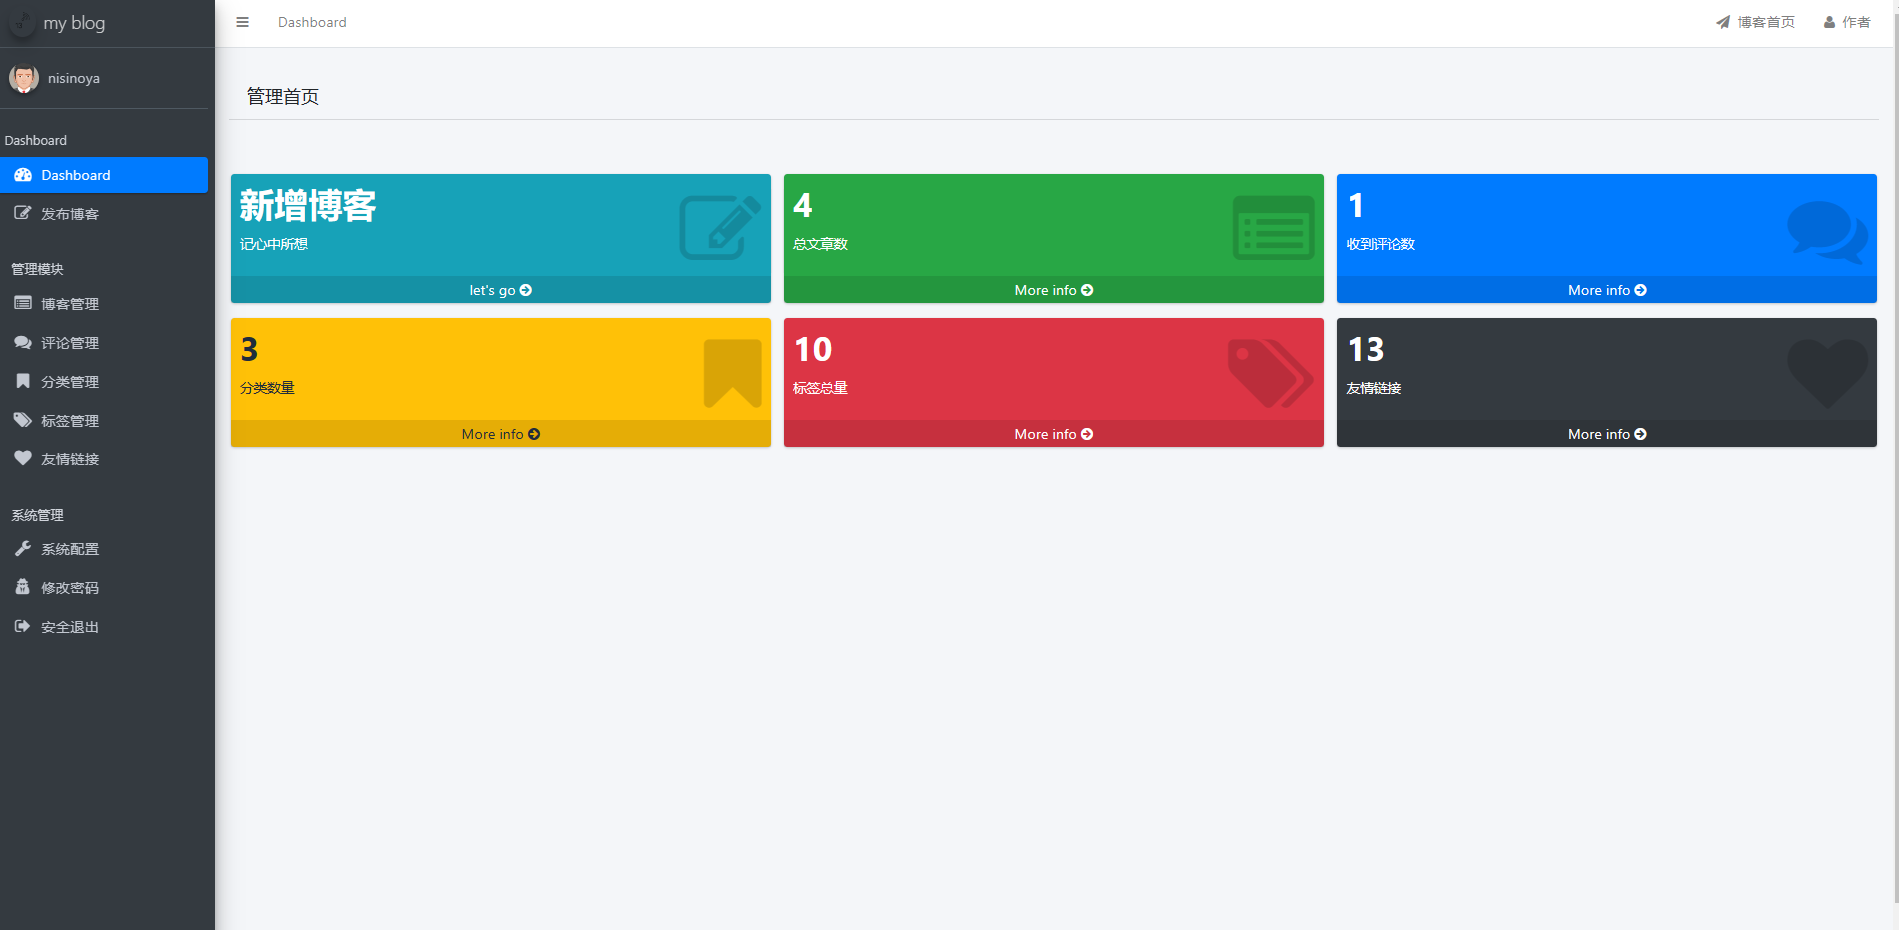 my blog
nisinoya
Dashboard
Dashboard
发布博客
管理模块
博客管理
评论管理
分类管理
标签管理
友情链接
系统管理
系统配置
修改密码
安全退出
Dashboard
博客首页
作者
管理首页
新增博客
记心中所想
let's go
4
总文章数
More info
1
收到评论数
More info
3
分类数量
More info
10
标签总量
More info
13
友情链接
More info